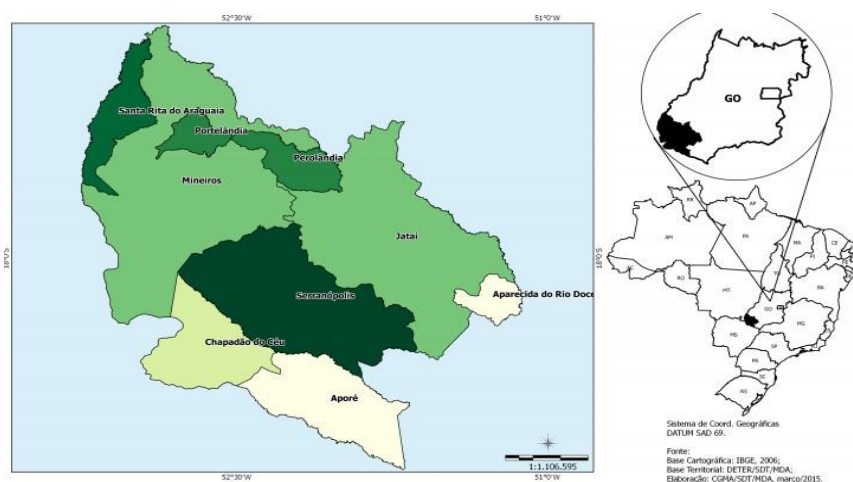 52°30'W
51°0'W
18°0'S
18°0'S
Santa Rita do Araguaia
Portelândia
Perolândia
Mineiros
Jataí
Serranópolis
Aparecida do Rio Doce
Chapadão do Céu
Aporé
1:1.106.595
52°30'W
51°0'W
GO
RR
AP
AM
PA
MA
CE
PI
TO
RO
MT
BA
GO
MG
MS
SP
PR
SC
RS
Sistema de Coord. Geográficas
DATUM SAD 69.
Fonte:
Base Cartográfica: IBGE, 2006;
Base Territorial: DETER/SDT/MDA;
Elaboração: CGMA/SDT/MDA, março/2015.